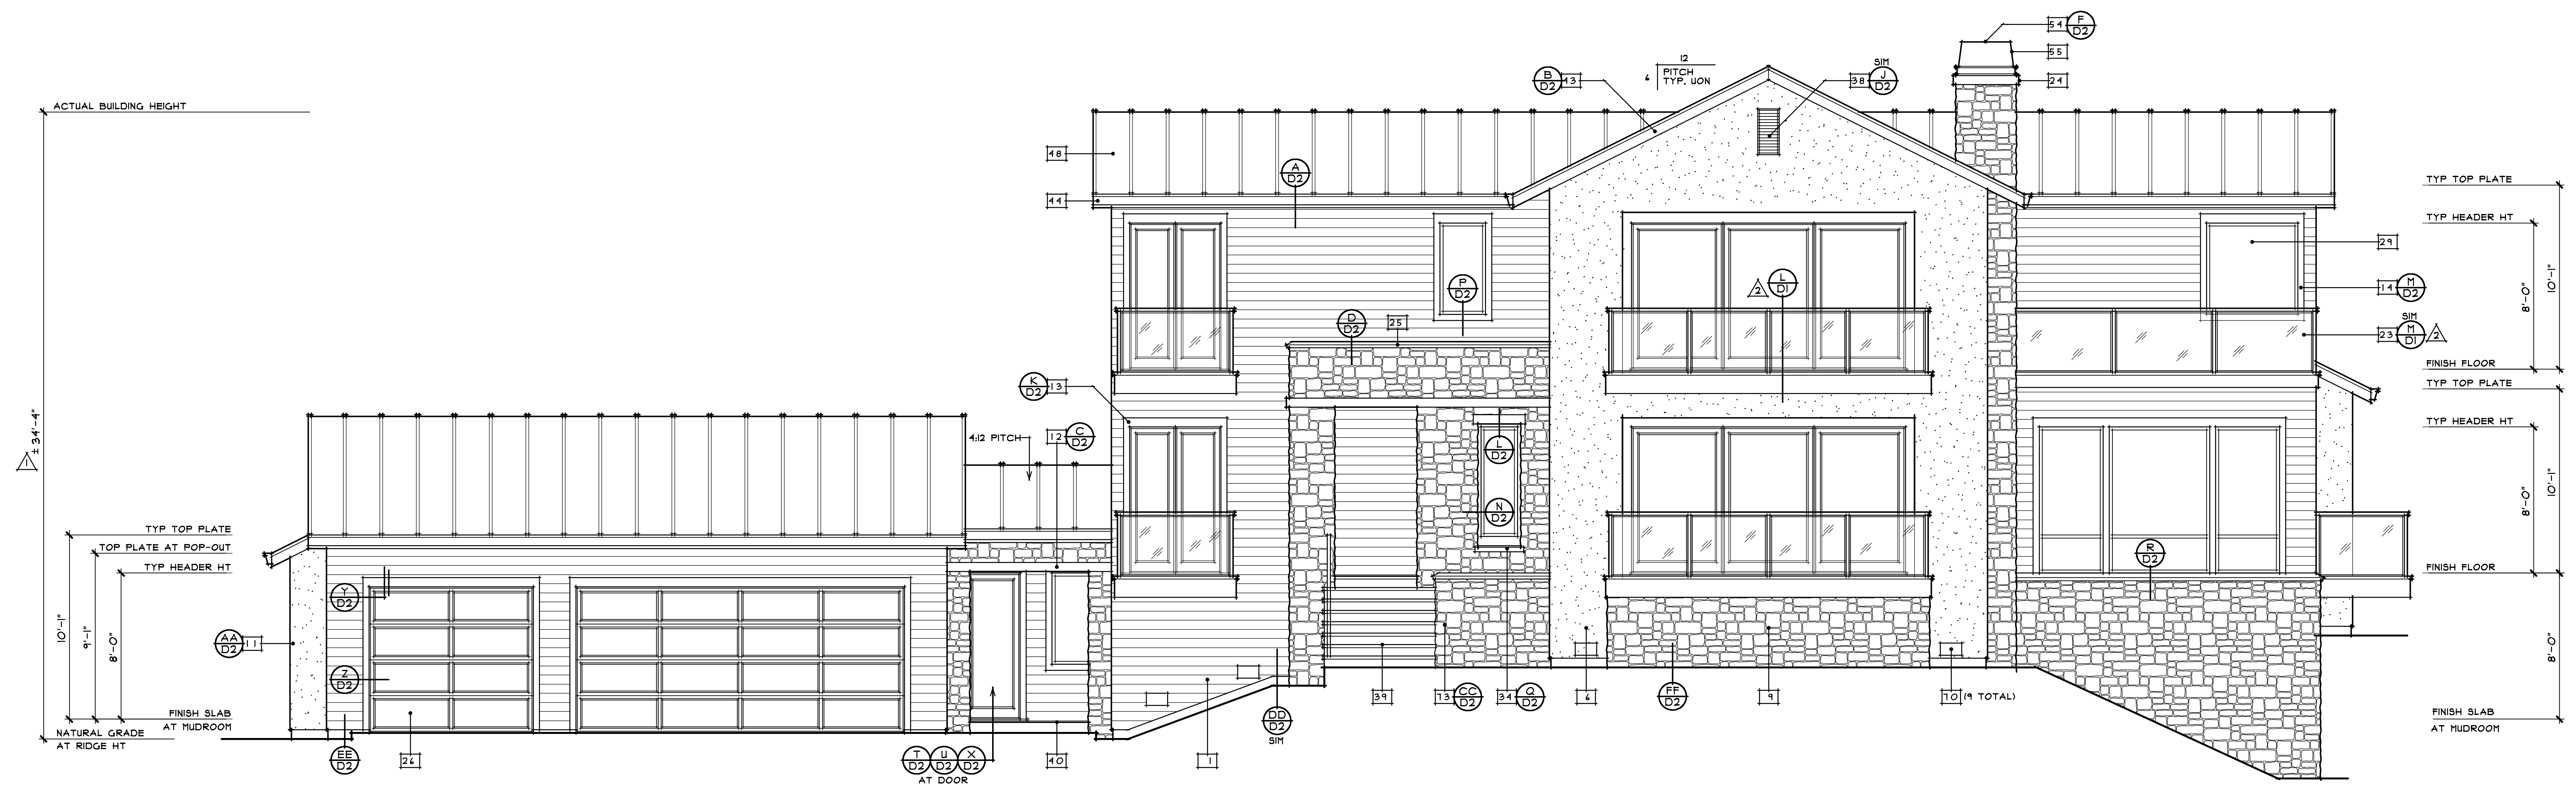 F
D2
54
55
24
12
6
PITCH
TYP, UON
B
D2
43
SIM
38
J
D2
ACTUAL BUILDING HEIGHT
48
A
D2
44
TYP TOP PLATE
TYP HEADER HT
29
14
M
D2
8'-0"
10'-1"
P
D2
2
L
D1
D
D2
25
SIM
23
M
D1
2
FINISH FLOOR
TYP TOP PLATE
K
D2
13
± 34'-4"
1
4:12 PITCH
12
C
D2
L
D2
N
D2
TYP HEADER HT
8'-0"
10'-1"
TYP TOP PLATE
TOP PLATE AT POP-OUT
TYP HEADER HT
R
D2
FINISH FLOOR
10'-1"
9'-1"
8'-0"
Y
D2
AA
D2
11
Z
D2
8'-0"
FINISH SLAB
AT MUDROOM
NATURAL GRADE
AT RIDGE HT
39
CC
D2
34
Q
D2
6
FF
D2
9
(9 TOTAL)
DD
D2
SIM
FINISH SLAB
AT MUDROOM
EE
D2
26
T
D2
U
D2
X
D2
AT DOOR
40
1